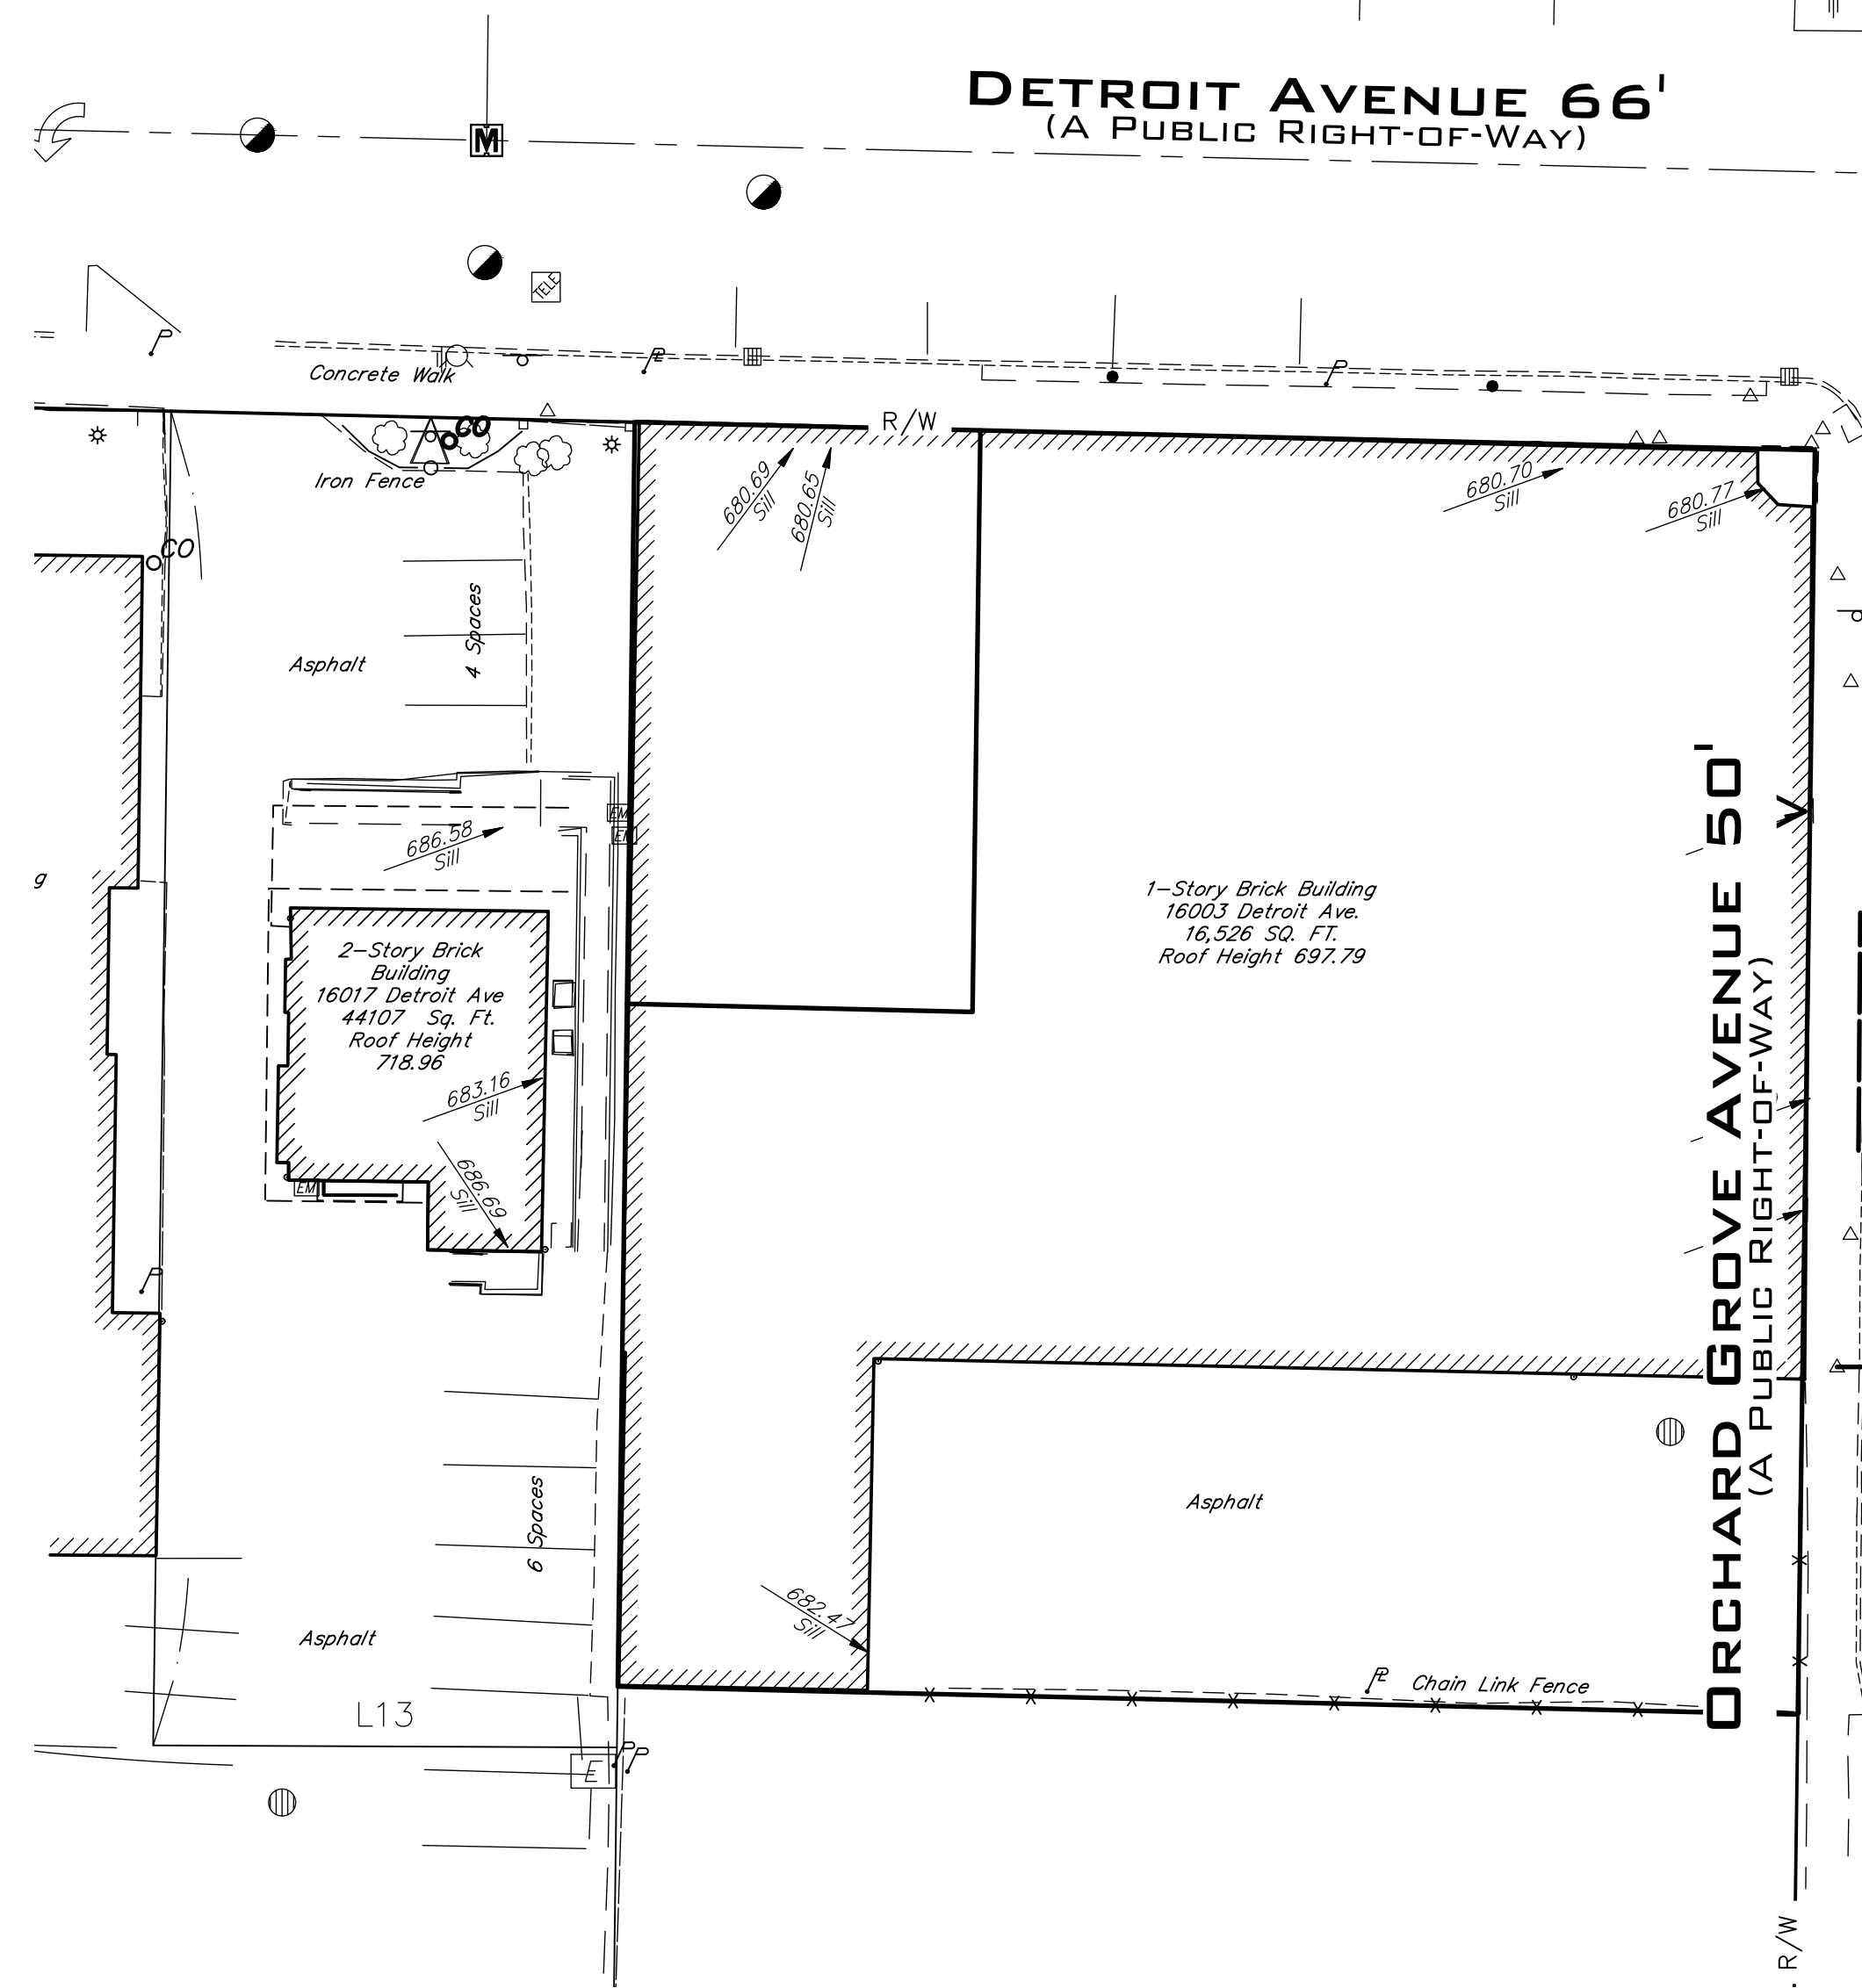 DETROIT AVENUE 66'
(A PUBLIC RIGHT-OF-WAY)
M
TELE
Concrete Walk
R/W
CO
Iron Fence
680.69
Sill
680.65
Sill
680.70
Sill
680.77
Sill
CO
4 Spaces
Asphalt
EM
686.58
Sill
g
1-Story Brick Building
16003 Detroit Ave.
16,526 SQ. FT.
Roof Height 697.79
2-Story Brick
Building
16017 Detroit Ave
44107 Sq. Ft.
Roof Height
718.96
683.16
Sill
686.69
Sill
EM
ORCHARD GROVE AVENUE 50'
(A PUBLIC RIGHT-OF-WAY)
6 Spaces
Asphalt
682.47
Sill
Asphalt
Chain Link Fence
L13
E
R/W